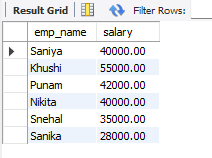 Result Grid Filter Rows:
emp_name salary
Saniya 40000.00
Khushi 55000.00
Punam 42000.00
Nikita 40000.00
Snehal 35000.00
Sanika 28000.00